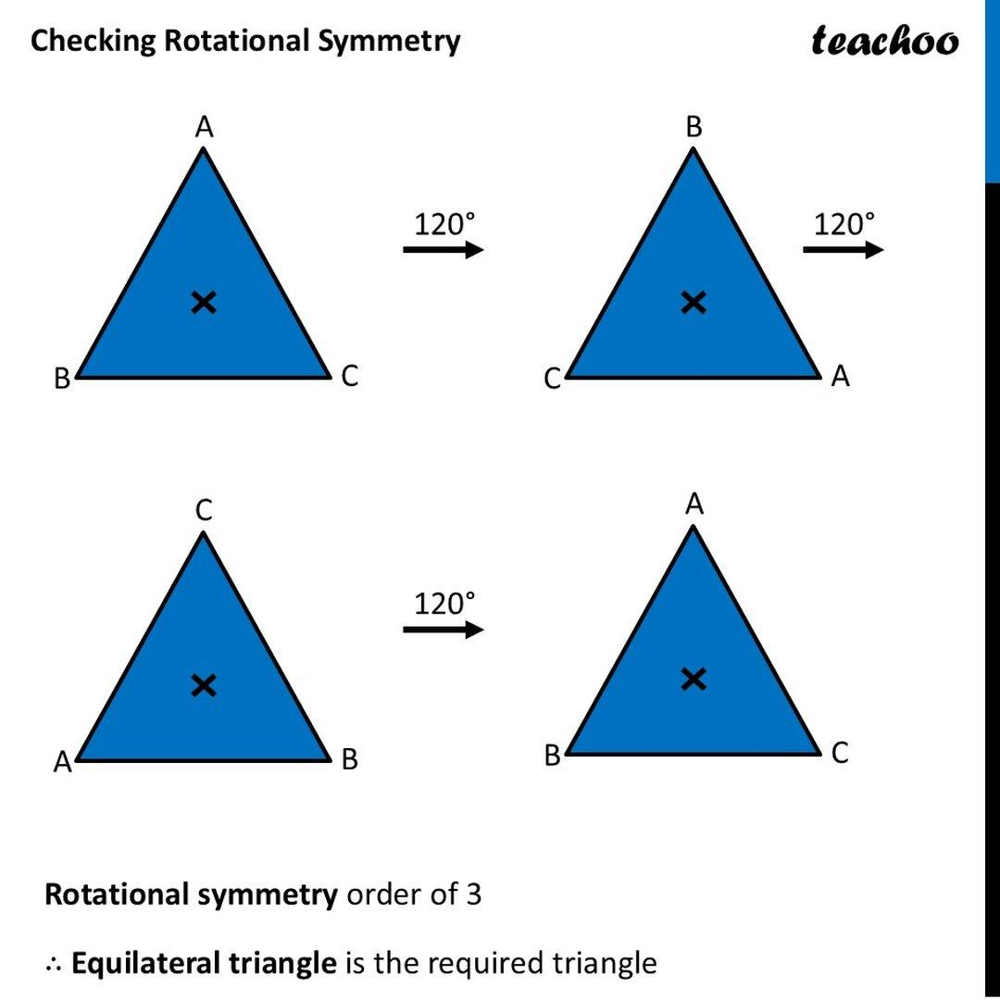 Checking Rotational Symmetry
teachoo
A
B
120°
120°
B
C
C
A
C
A
120°
A
B
B
C
Rotational symmetry order of 3
∴ Equilateral triangle is the required triangle